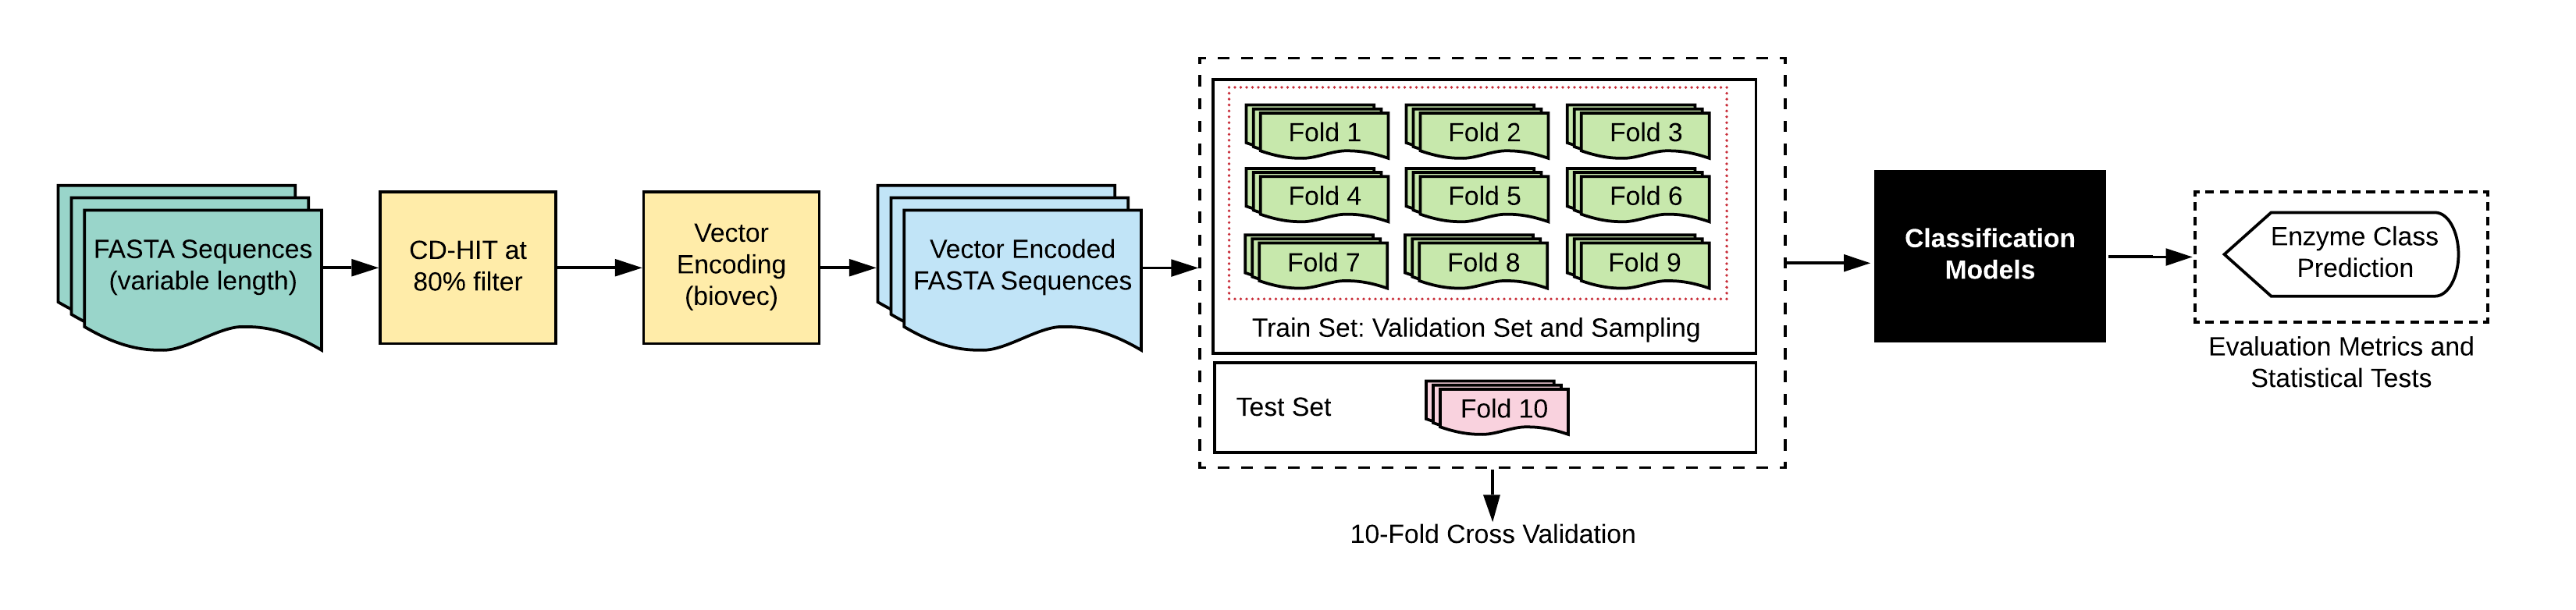 FASTA Sequences
(variable length)
CD-HIT at
80% filter
Vector
Encoding
(biovec)
Vector Encoded
FASTA Sequences
Fold 1
Fold 2
Fold 3
Fold 4
Fold 5
Fold 6
Fold 7
Fold 8
Fold 9
Train Set: Validation Set and Sampling
Test Set
Fold 10
10-Fold Cross Validation
Classification
Models
Enzyme Class
Prediction
Evaluation Metrics and
Statistical Tests